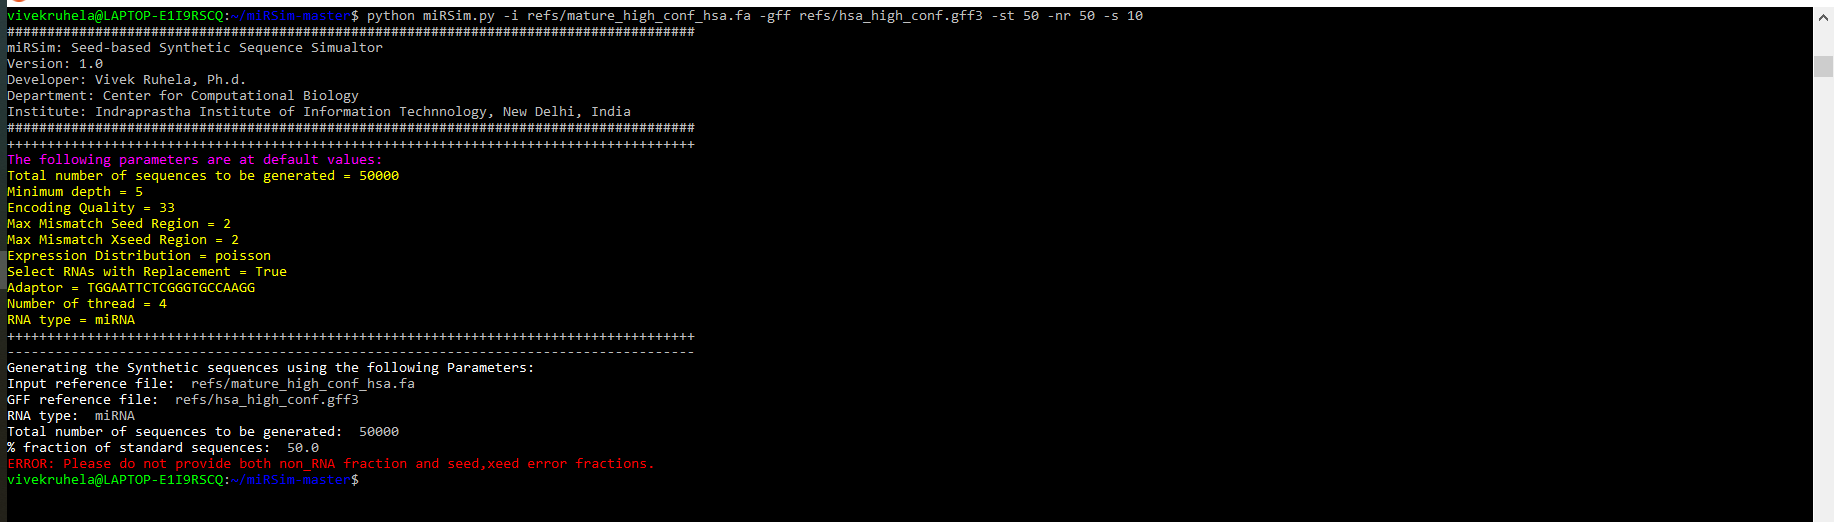 vivekruhela@LAPTOP-E1I9RSCQ:~/miRSim-master$ python miRSim.py -i refs/mature_high_conf_hsa.fa -gff refs/hsa_high_conf.gff3 -st 50 -nr 50 -s 10
######################################################################################
miRSim: Seed-based Synthetic Sequence Simualtor
Version: 1.0
Developer: Vivek Ruhela, Ph.d.
Department: Center for Computational Biology
Institute: Indraprastha Institute of Information Technnology, New Delhi, India
######################################################################################
++++++++++++++++++++++++++++++++++++++++++++++++++++++++++++++++++++++++++++++++++++++
The following parameters are at default values:
Total number of sequences to be generated = 50000
Minimum depth = 5
Encoding Quality = 33
Max Mismatch Seed Region = 2
Max Mismatch Xseed Region = 2
Expression Distribution = poisson
Select RNAs with Replacement = True
Adaptor = TGGAATTCTCGGGTGCCAAGG
Number of thread = 4
RNA type = miRNA
++++++++++++++++++++++++++++++++++++++++++++++++++++++++++++++++++++++++++++++++++++++
--------------------------------------------------------------------------------------
Generating the Synthetic sequences using the following Parameters:
Input reference file:  refs/mature_high_conf_hsa.fa
GFF reference file:  refs/hsa_high_conf.gff3
RNA type:  miRNA
Total number of sequences to be generated:  50000
% fraction of standard sequences:  50.0
ERROR: Please do not provide both non_RNA fraction and seed,xeed error fractions.
vivekruhela@LAPTOP-E1I9RSCQ:~/miRSim-master$